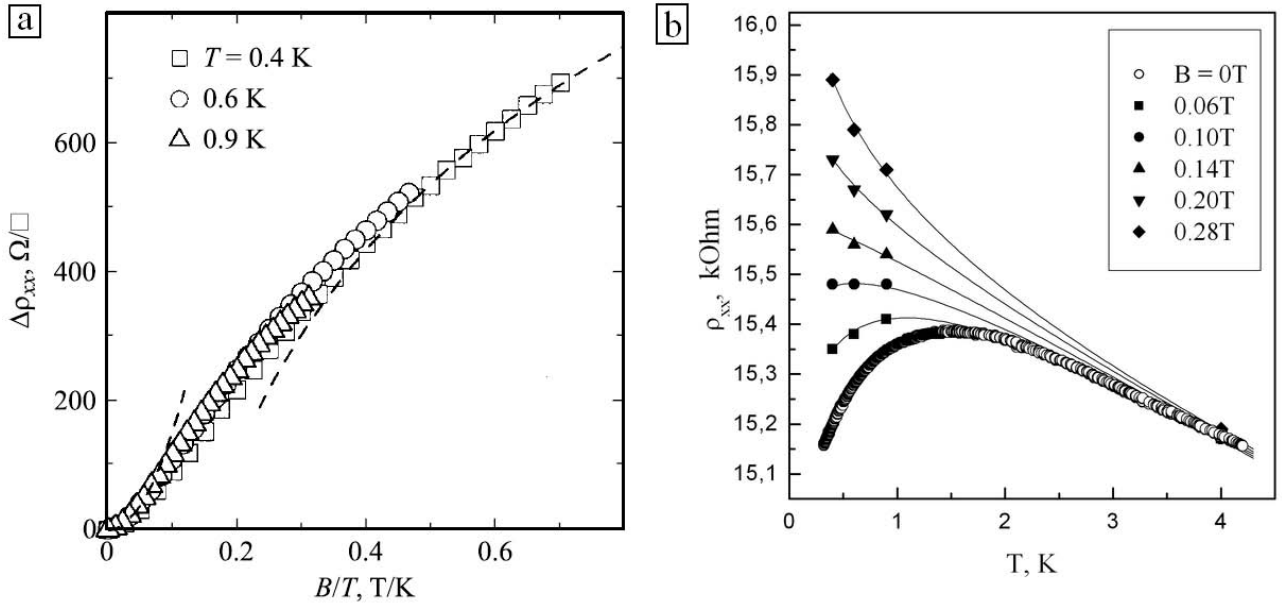 a
T = 0.4 K
0.6 K
0.9 K
600
400
200
0
0
0.2
0.4
0.6
Δρxx, Ω/□
B/T, T/K
b
16,0
15,9
15,8
15,7
15,6
15,5
15,4
15,3
15,2
15,1
0
1
2
3
4
ρxx, kOhm
T, K
B = 0T
0.06T
0.10T
0.14T
0.20T
0.28T